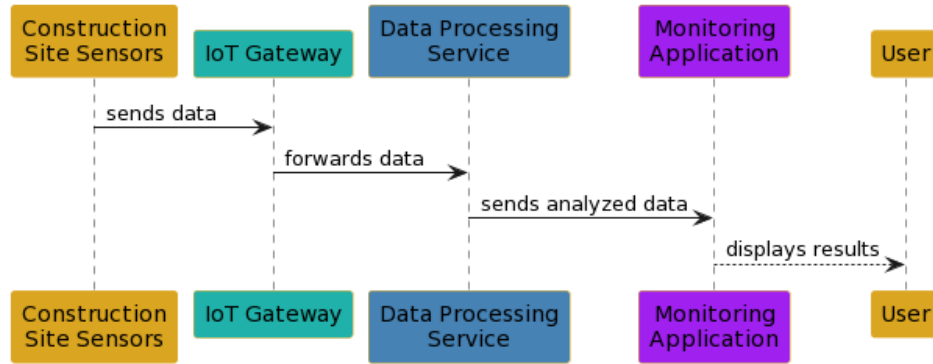 Construction
Site Sensors
IoT Gateway
Data Processing
Service
Monitoring
Application
User
sends data
forwards data
sends analyzed data
displays results
Construction
Site Sensors
IoT Gateway
Data Processing
Service
Monitoring
Application
User